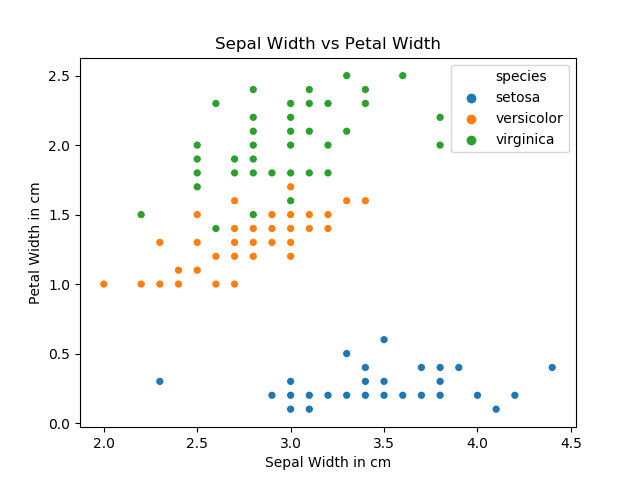 Sepal Width vs Petal Width
species
setosa
versicolor
virginica
2.5
2.0
1.5
1.0
0.5
0.0
Petal Width in cm
2.0 2.5 3.0 3.5 4.0 4.5
Sepal Width in cm